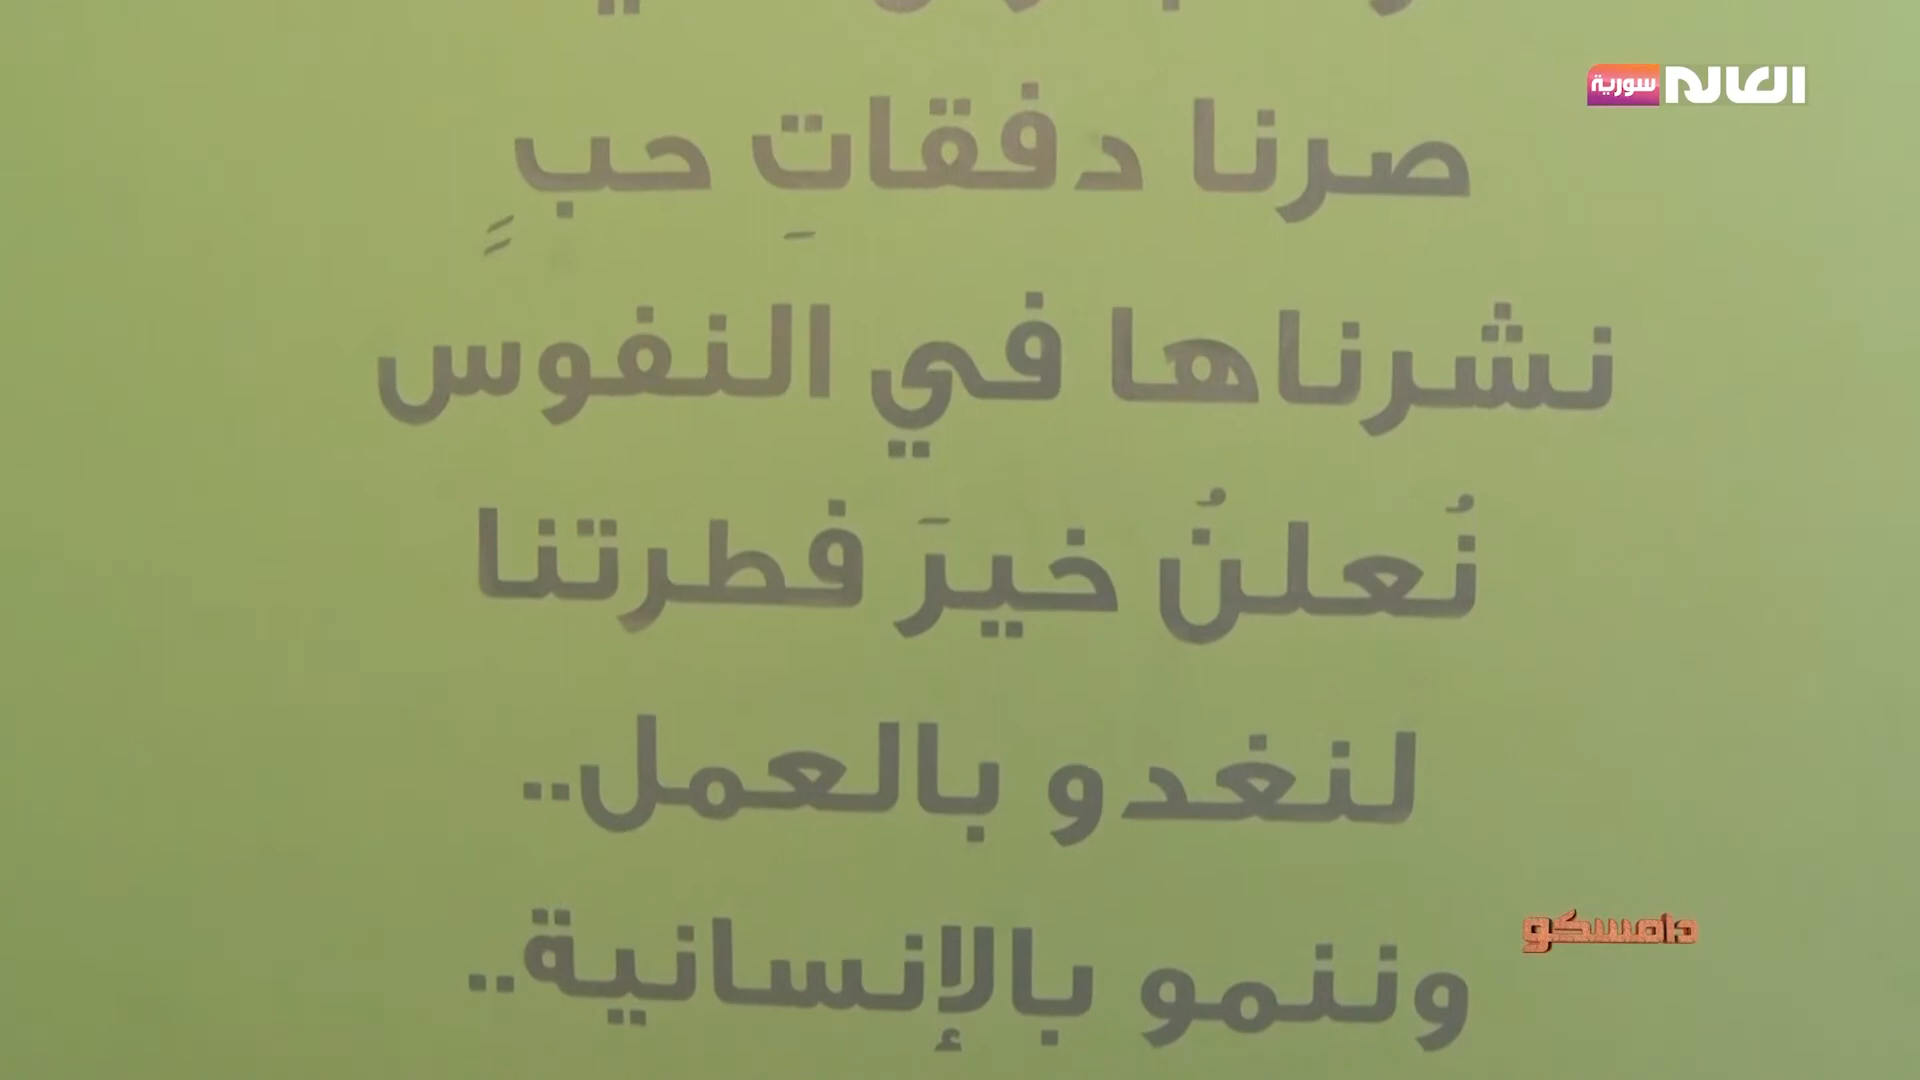 العالم سورية
صرنا دفقاتِ حبٍ
نشرناها في النفوس
نُعلنُ خيرَ فطرتنا
لنغدو بالعمل..
وننمو بالإنسانية..
دامسكو